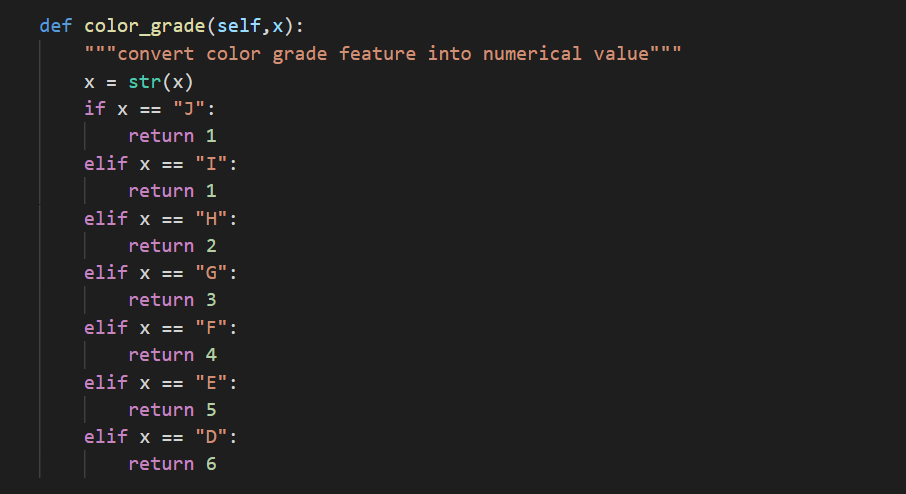 def color_grade(self,x):
    """convert color grade feature into numerical value"""
    x = str(x)
    if x == "J":
        return 1
    elif x == "I":
        return 1
    elif x == "H":
        return 2
    elif x == "G":
        return 3
    elif x == "F":
        return 4
    elif x == "E":
        return 5
    elif x == "D":
        return 6